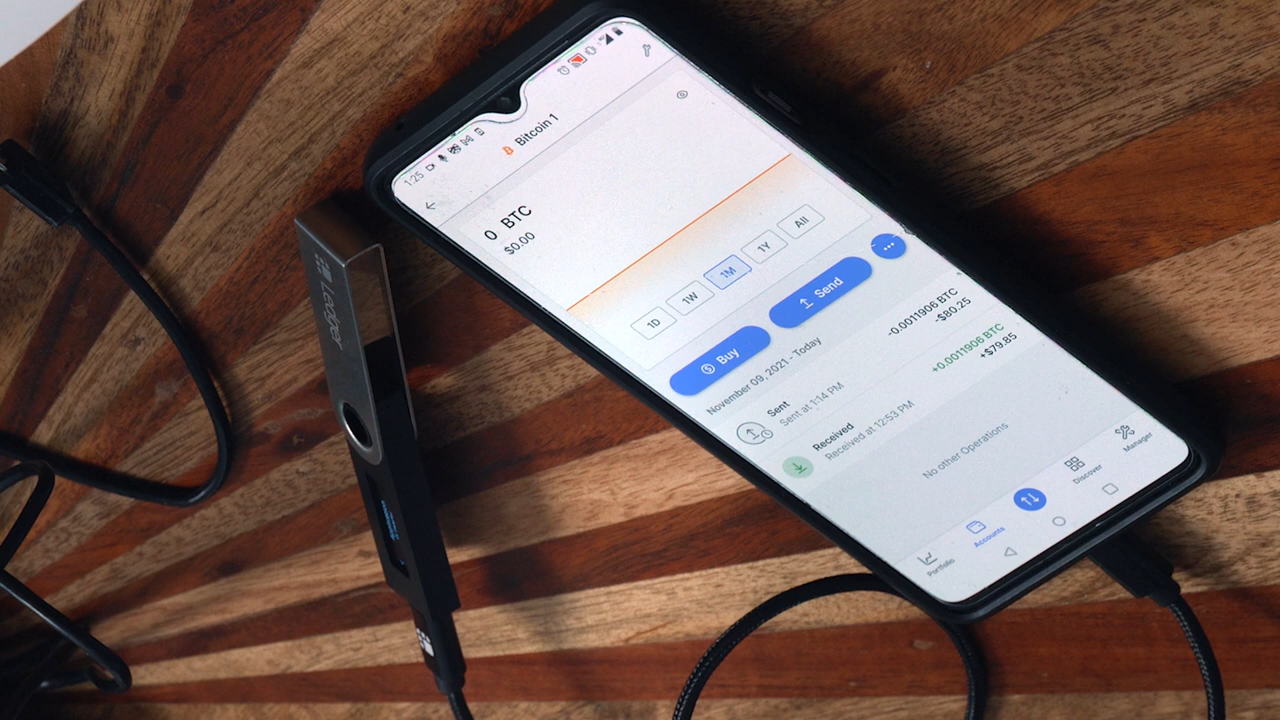 1:25
Bitcoin 1
0 BTC
$0.00
1D 1W 1M 1Y All
Buy Send
November 09, 2021 - Today
Sent -0.0011906 BTC
Sent at 1:14 PM -$80.25
Received +0.0011906 BTC
Received at 12:53 PM +$79.85
No other Operations
Portfolio Accounts Discover Manager
Ledger